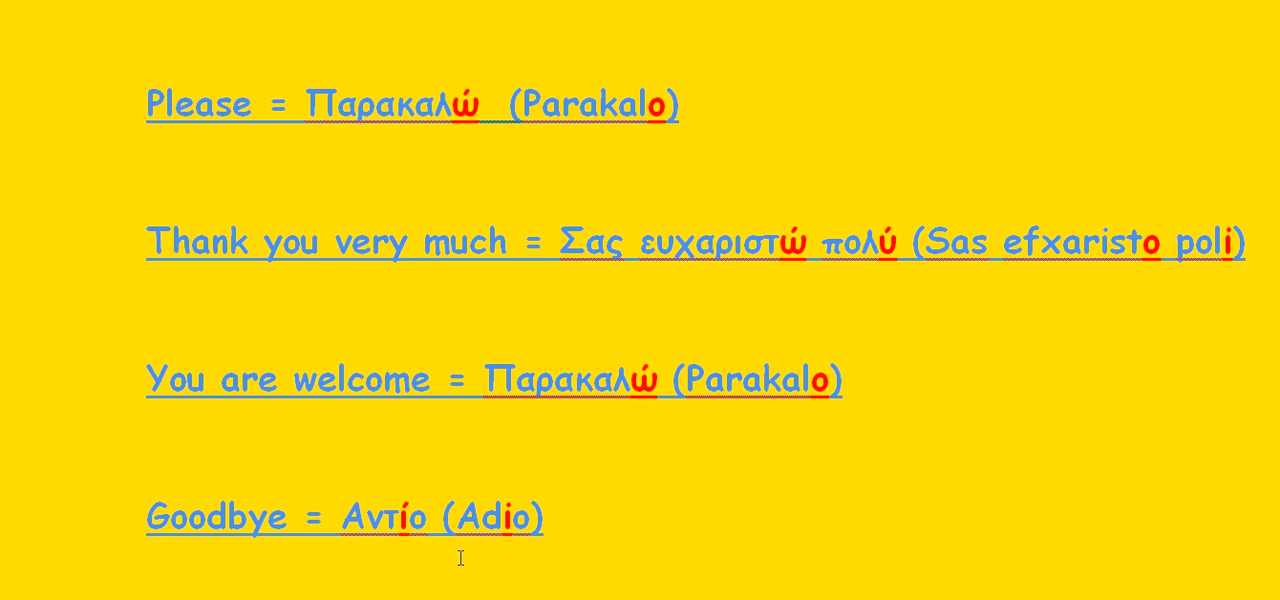 Please = Παρακαλώ (Parakalo)
Thank you very much = Σας ευχαριστώ πολύ (Sas efxaristo poli)
You are welcome = Παρακαλώ (Parakalo)
Goodbye = Αντίο (Adio)